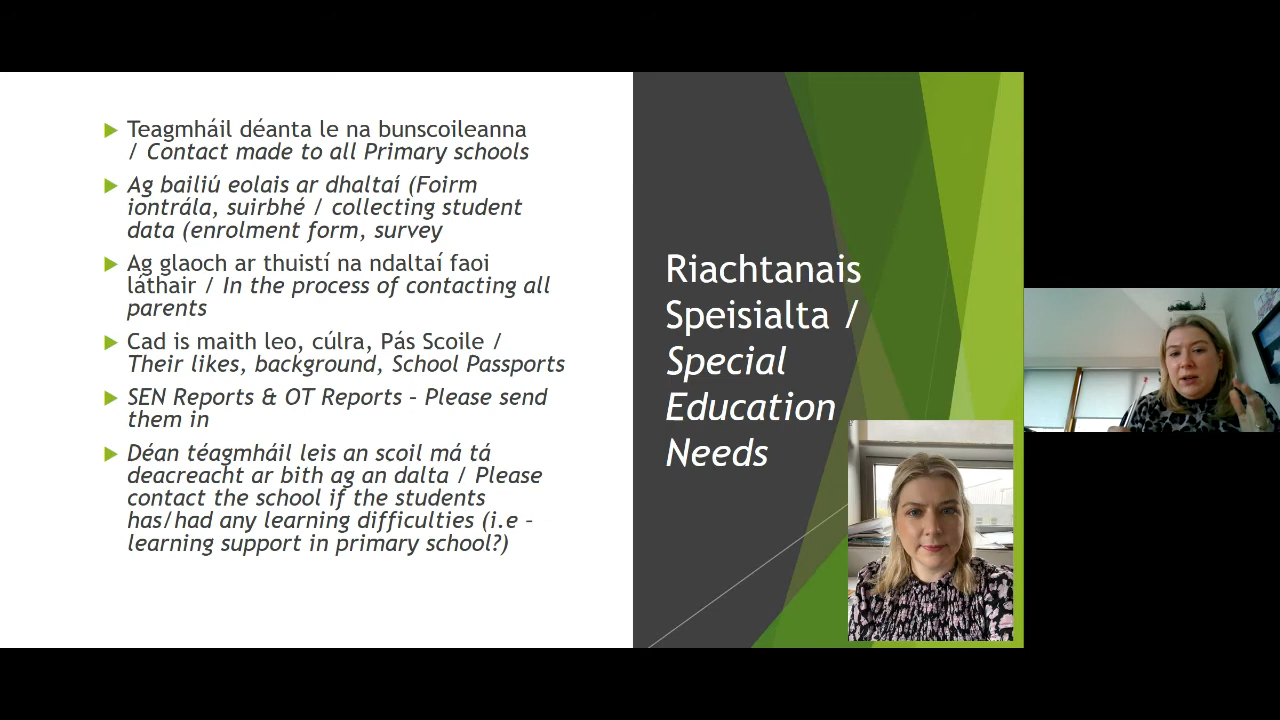 Teagmháil déanta le na bunscoileanna
/ Contact made to all Primary schools
Ag bailiú eolais ar dhaltaí (Foirm
iontrála, suirbhé / collecting student
data (enrolment form, survey
Ag glaoch ar thuistí na ndaltaí faoi
láthair / In the process of contacting all
parents
Cad is maith leo, cúlra, Pás Scoile /
Their likes, background, School Passports
SEN Reports & OT Reports – Please send
them in
Déan téagmháil leis an scoil má tá
deacreacht ar bith ag an dalta / Please
contact the school if the students
has/had any learning difficulties (i.e –
learning support in primary school?)
Riachtanais
Speisialta /
Special
Education
Needs